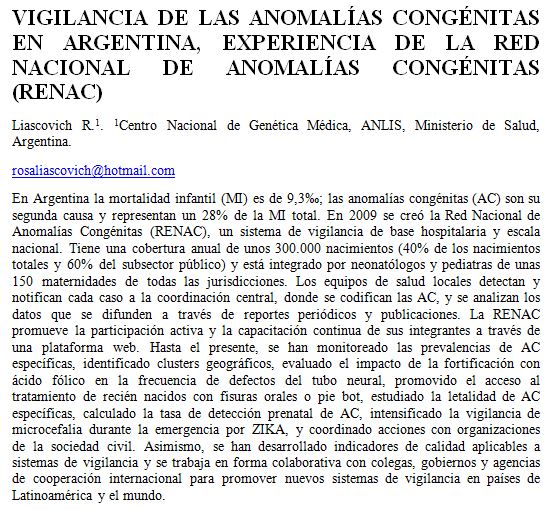 VIGILANCIA DE LAS ANOMALÍAS CONGÉNITAS
EN ARGENTINA, EXPERIENCIA DE LA RED
NACIONAL DE ANOMALÍAS CONGÉNITAS
(RENAC)
Liascovich R.¹. ¹Centro Nacional de Genética Médica, ANLIS, Ministerio de Salud,
Argentina.
rosaliascovich@hotmail.com
En Argentina la mortalidad infantil (MI) es de 9,3‰; las anomalías congénitas (AC) son su
segunda causa y representan un 28% de la MI total. En 2009 se creó la Red Nacional de
Anomalías Congénitas (RENAC), un sistema de vigilancia de base hospitalaria y escala
nacional. Tiene una cobertura anual de unos 300.000 nacimientos (40% de los nacimientos
totales y 60% del subsector público) y está integrado por neonatólogos y pediatras de unas
150 maternidades de todas las jurisdicciones. Los equipos de salud locales detectan y
notifican cada caso a la coordinación central, donde se codifican las AC, y se analizan los
datos que se difunden a través de reportes periódicos y publicaciones. La RENAC
promueve la participación activa y la capacitación continua de sus integrantes a través de
una plataforma web. Hasta el presente, se han monitoreado las prevalencias de AC
específicas, identificado clusters geográficos, evaluado el impacto de la fortificación con
ácido fólico en la frecuencia de defectos del tubo neural, promovido el acceso al
tratamiento de recién nacidos con fisuras orales o pie bot, estudiado la letalidad de AC
específicas, calculado la tasa de detección prenatal de AC, intensificado la vigilancia de
microcefalia durante la emergencia por ZIKA, y coordinado acciones con organizaciones
de la sociedad civil. Asimismo, se han desarrollado indicadores de calidad aplicables a
sistemas de vigilancia y se trabaja en forma colaborativa con colegas, gobiernos y agencias
de cooperación internacional para promover nuevos sistemas de vigilancia en países de
Latinoamérica y el mundo.